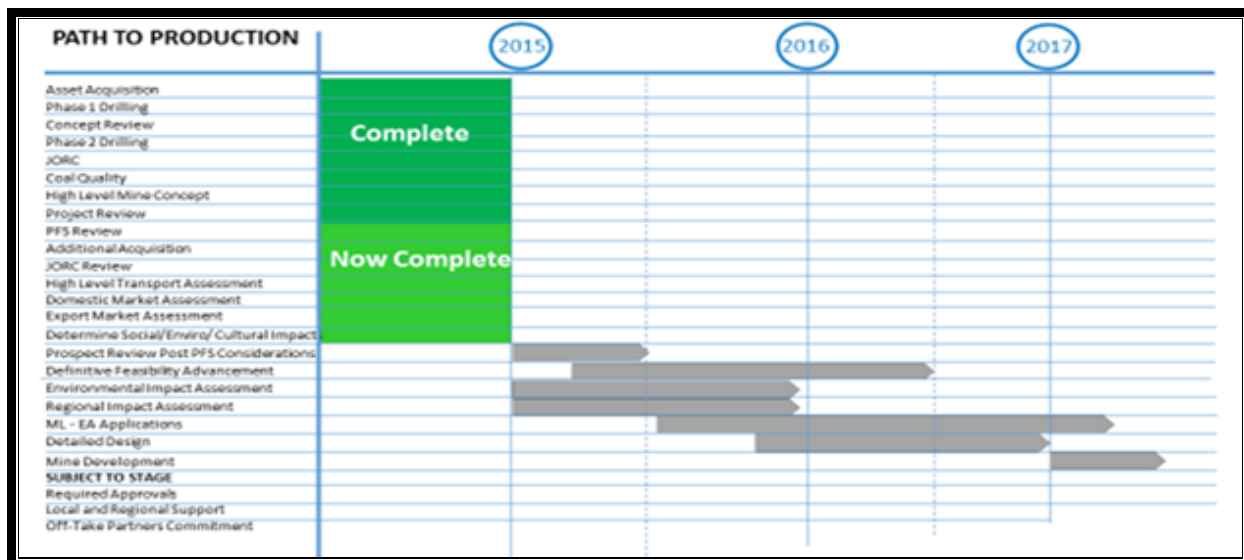 PATH TO PRODUCTION
2015
2016
2017
Asset Acquisition
Phase 1 Drilling
Concept Review
Phase 2 Drilling
JORC
Coal Quality
High Level Mine Concept
Project Review
Complete
PFS Review
Additional Acquisition
JORC Review
High Level Transport Assessment
Domestic Market Assessment
Export Market Assessment
Determine Social/Enviro/ Cultural Impacts
Now Complete
Prospect Review Post PFS Considerations
Definitive Feasibility Advancement
Environmental Impact Assessment
Regional Impact Assessment
ML - EA Applications
Detailed Design
Mine Development
SUBJECT TO STAGE
Required Approvals
Local and Regional Support
Off-Take Partners Commitment